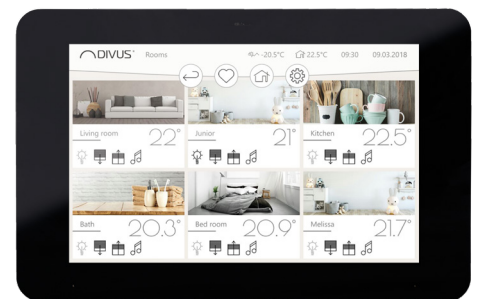 DIVUS Rooms -20.5°C 22.5°C 09:30 09.03.2018
Living room 22° Junior 21° Kitchen 22.5°
Bath 20.3° Bed room 20.9° Melissa 21.7°